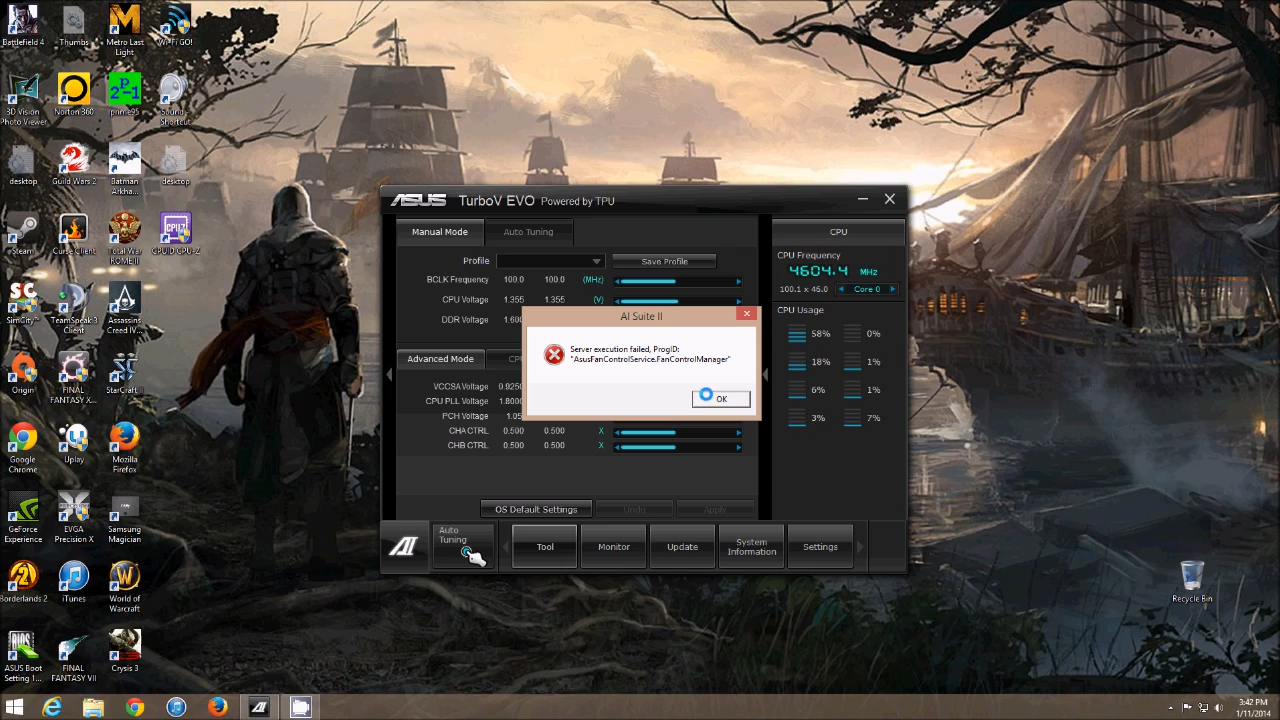 Battlefield 4
Thumbs
Metro Last
Light
Wi-Fi GO!
3D Vision
Photo Viewer
Norton 360
prime95
Sound -
Shortcut
desktop
Guild Wars 2
Batman
Arkha...
desktop
Steam
Curse Client
Total War
ROME II
CPUID CPU-Z
SimCity™
TeamSpeak 3
Client
Assassins
Creed IV...
Origin
FINAL
FANTASY X...
StarCraft II
Google
Chrome
Uplay
Mozilla
Firefox
GeForce
Experience
EVGA
Precision X
Samsung
Magician
Borderlands 2
iTunes
World of
Warcraft
ASUS Boot
Setting 1...
FINAL
FANTASY VII
Crysis 3
ASUS TurboV EVO Powered by TPU
Manual Mode
Auto Tuning
Profile
Save Profile
BCLK Frequency 100.0 100.0 (MHz)
CPU Voltage 1.355 1.355 (V)
DDR Voltage
AI Suite II
Server execution failed, ProgID:
"AsusFanControlService.FanControlManager"
OK
Advanced Mode
VCCSA Voltage
CPU PLL Voltage
PCH Voltage
CHA CTRL 0.500 0.500 X
CHB CTRL 0.500 0.500 X
OS Default Settings
Undo
Apply
CPU
CPU Frequency
4604.4 MHz
100.1 x 46.0
Core 0
CPU Usage
58% 0%
18% 1%
6% 1%
3% 7%
Auto
Tuning
Tool
Monitor
Update
System
Information
Settings
Recycle Bin
3:42 PM
1/11/2014